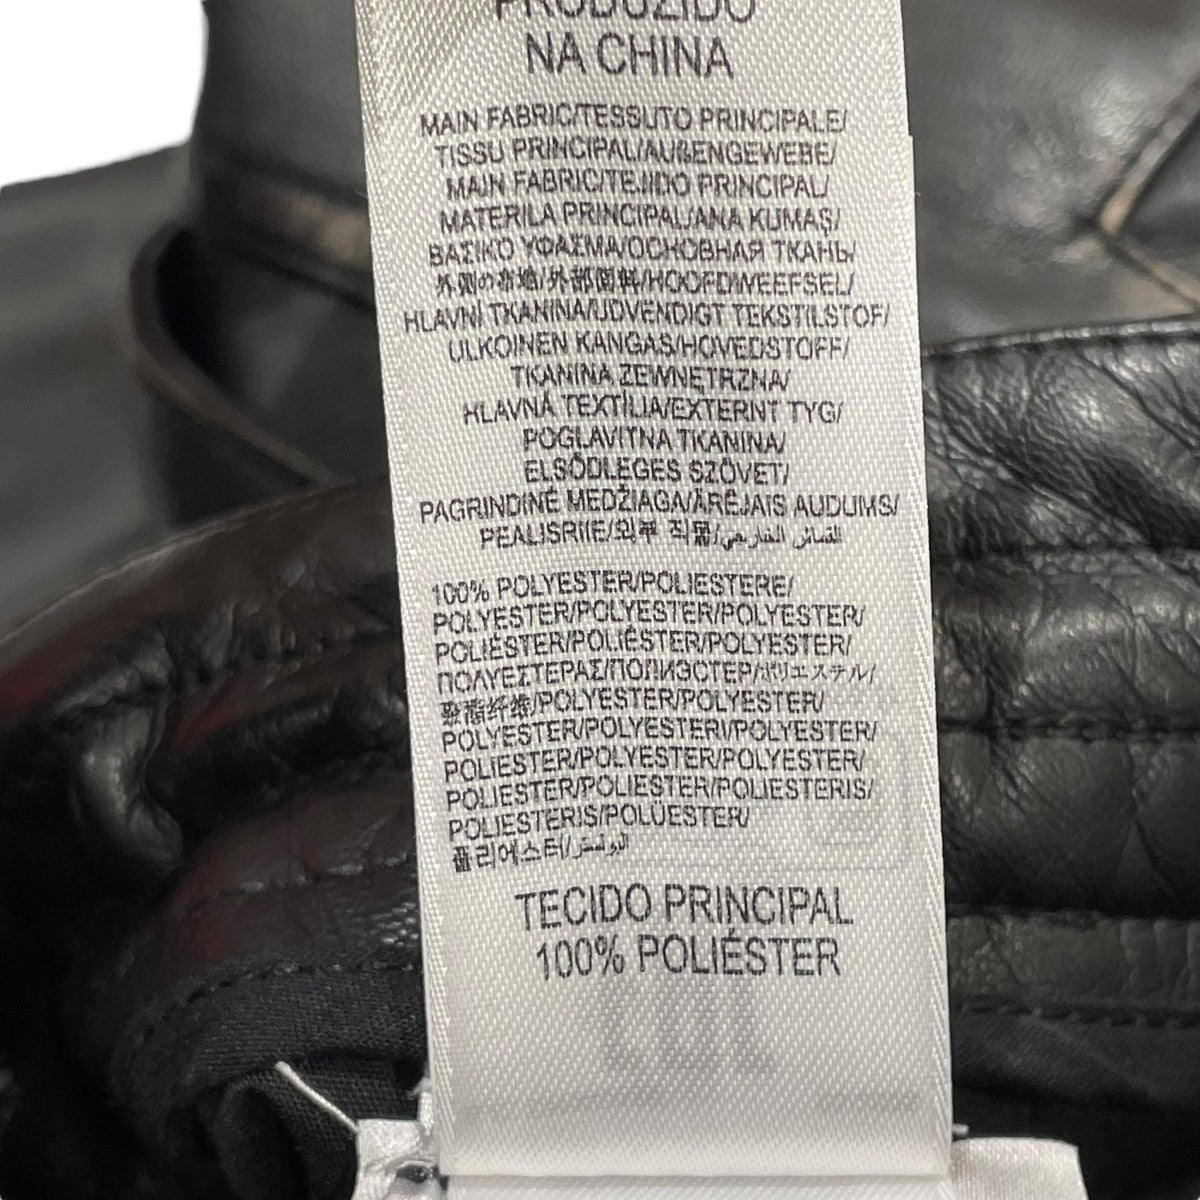 PRODUZIDO
NA CHINA
MAIN FABRIC/TESSUTO PRINCIPALE/
TISSU PRINCIPAL/AUßENGEWEBE/
MAIN FABRIC/TEJIDO PRINCIPAL/
MATERILA PRINCIPAL/ANA KUMAŞ/
ΒΑΣΙΚΟ ΥΦΑΣΜΑ/ОСНОВНАЯ ТКАНЬ/
外側の布地/外部面料/HOOFDWEEFSEL/
HLAVNÍ TKANINA/UDVENDIGT TEKSTILSTOF/
ULKOINEN KANGAS/HOVEDSTOFF/
TKANINA ZEWNĘTRZNA/
HLAVNÁ TEXTÍLIA/EXTERNT TYG/
POGLAVITNA TKANINA/
ELSŐDLEGES SZÖVET/
PAGRINDINĖ MEDŽIAGA/ĀRĒJAIS AUDUMS/
PEALISRIIE/외부 직물/القماش الخارجي/
100% POLYESTER/POLIESTERE/
POLYESTER/POLYESTER/POLYESTER/
POLIÉSTER/POLIÉSTER/POLYESTER/
ΠΟΛΥΕΣΤΕΡΑΣ/ПОЛИЭСТЕР/ポリエステル/
聚酯纤维/POLYESTER/POLYESTER/
POLYESTER/POLYESTERI/POLYESTER/
POLIESTER/POLYESTER/POLYESTER/
POLIESTER/POLIESTER/POLIESTERIS/
POLIESTERIS/POLÜESTER/
폴리에스터/البوليستر
TECIDO PRINCIPAL
100% POLIÉSTER